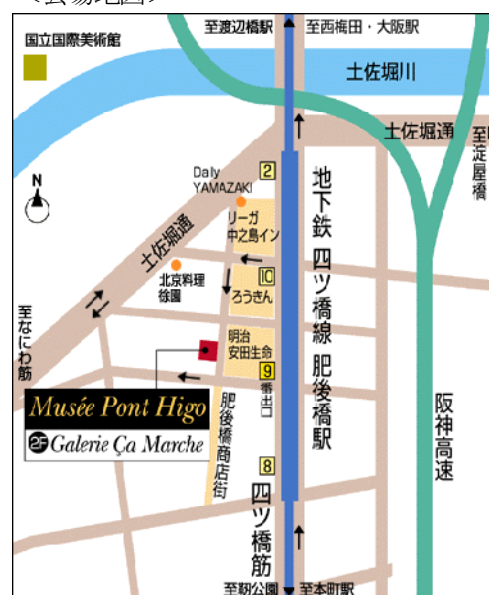 ＜会場地図＞
至渡辺橋駅
至西梅田・大阪駅
国立国際美術館
土佐堀川
土佐堀通
至淀屋橋
N
Daly
YAMAZAKI
2
リーガ
中之島イン
土佐堀通
北京料理
徐園
10
ろうきん
地下鉄 四ツ橋線 肥後橋駅
至なにわ筋
明治
安田生命
9
番出口
Musée Pont Higo
2F Galerie Ça Marche
肥後橋商店街
阪神高速
8
四ツ橋筋
至靭公園
至本町駅